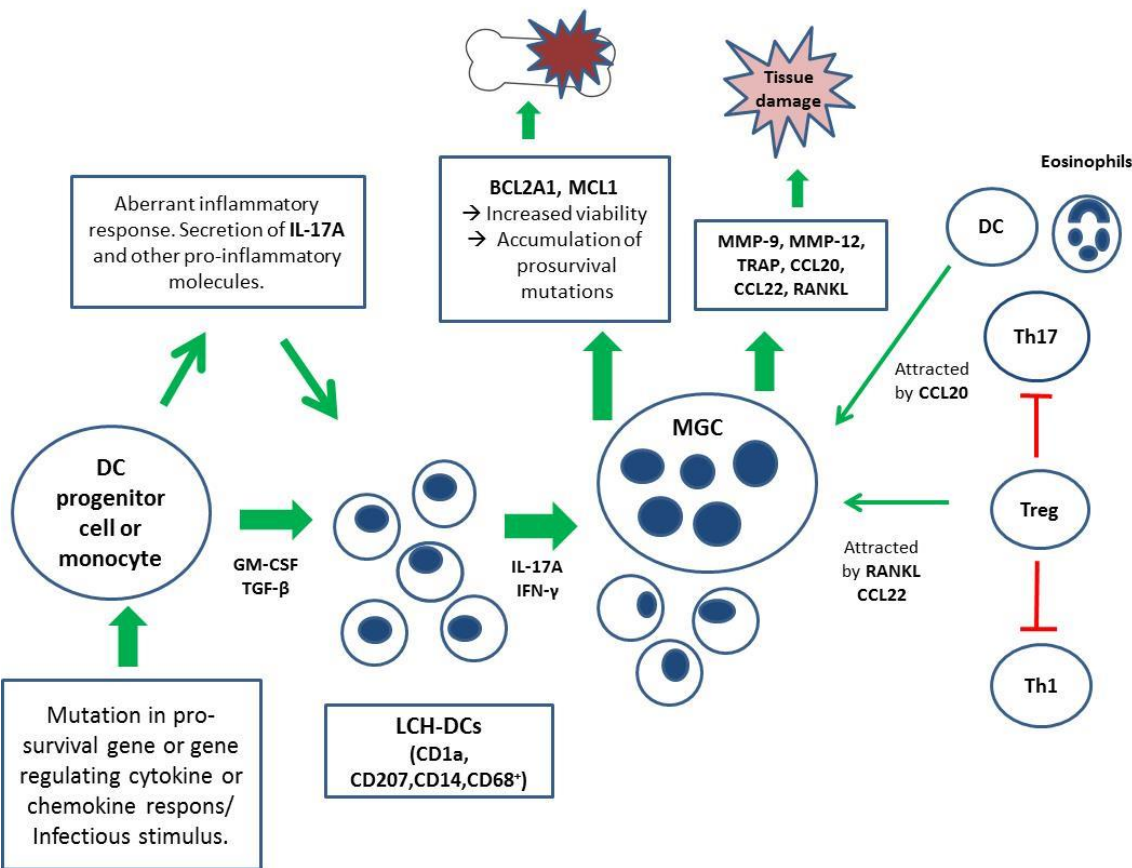 Tissue
damage
Eosinophils
Aberrant inflammatory
response. Secretion of IL-17A
and other pro-inflammatory
molecules.
BCL2A1, MCL1
→ Increased viability
→ Accumulation of
prosurvival
mutations
MMP-9, MMP-12,
TRAP, CCL20,
CCL22, RANKL
DC
Th17
Attracted
by CCL20
MGC
DC
progenitor
cell or
monocyte
GM-CSF
TGF-β
IL-17A
IFN-γ
Treg
Attracted
by RANKL
CCL22
Th1
Mutation in pro-
survival gene or gene
regulating cytokine or
chemokine respons/
Infectious stimulus.
LCH-DCs
(CD1a,
CD207,CD14,CD68⁺)